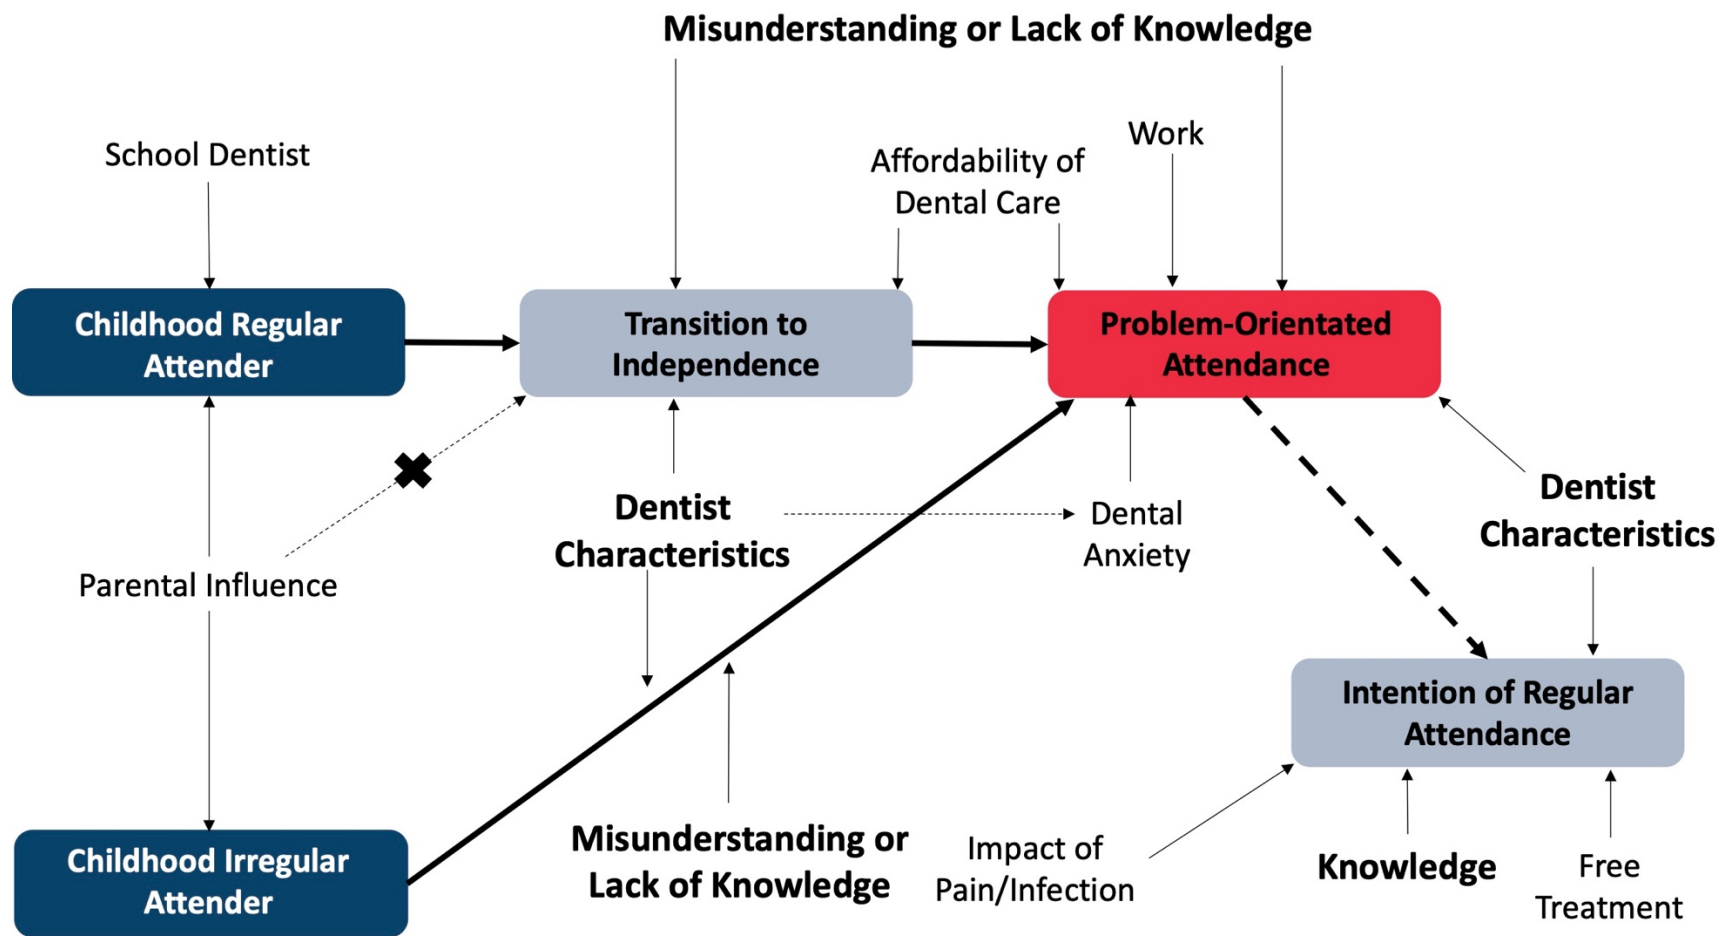 Misunderstanding or Lack of Knowledge
School Dentist
Affordability of
Dental Care
Work
Childhood Regular
Attender
Transition to
Independence
Problem-Orientated
Attendance
Parental Influence
Dentist
Characteristics
Dental
Anxiety
Dentist
Characteristics
Intention of Regular
Attendance
Childhood Irregular
Attender
Misunderstanding or
Lack of Knowledge
Impact of
Pain/Infection
Knowledge
Free
Treatment